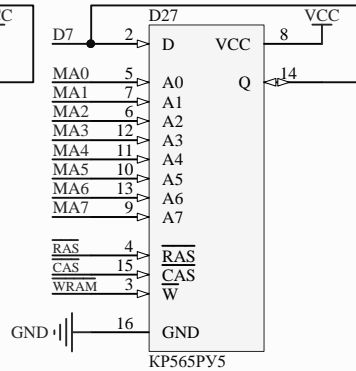 C D27 VCC
D7 2 D VCC 8
MA0 5 A0 Q 14
MA1 7 A1
MA2 6 A2
MA3 12 A3
MA4 11 A4
MA5 10 A5
MA6 13 A6
MA7 9 A7
RAS 4 RAS
CAS 15 CAS
WRAM 3 W
GND 16 GND
КР565РУ5